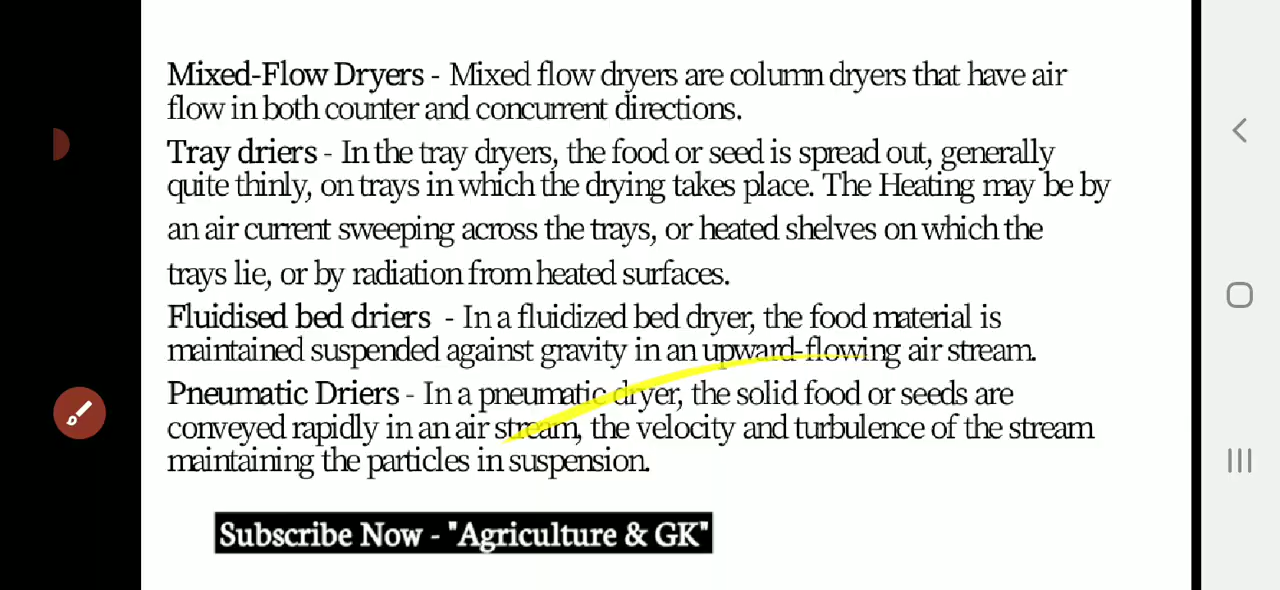 Mixed-Flow Dryers - Mixed flow dryers are column dryers that have air
flow in both counter and concurrent directions.
Tray driers - In the tray dryers, the food or seed is spread out, generally
quite thinly, on trays in which the drying takes place. The Heating may be by
an air current sweeping across the trays, or heated shelves on which the
trays lie, or by radiation from heated surfaces.
Fluidised bed driers - In a fluidized bed dryer, the food material is
maintained suspended against gravity in an upward-flowing air stream.
Pneumatic Driers - In a pneumatic dryer, the solid food or seeds are
conveyed rapidly in an air stream, the velocity and turbulence of the stream
maintaining the particles in suspension.
Subscribe Now - "Agriculture & GK"